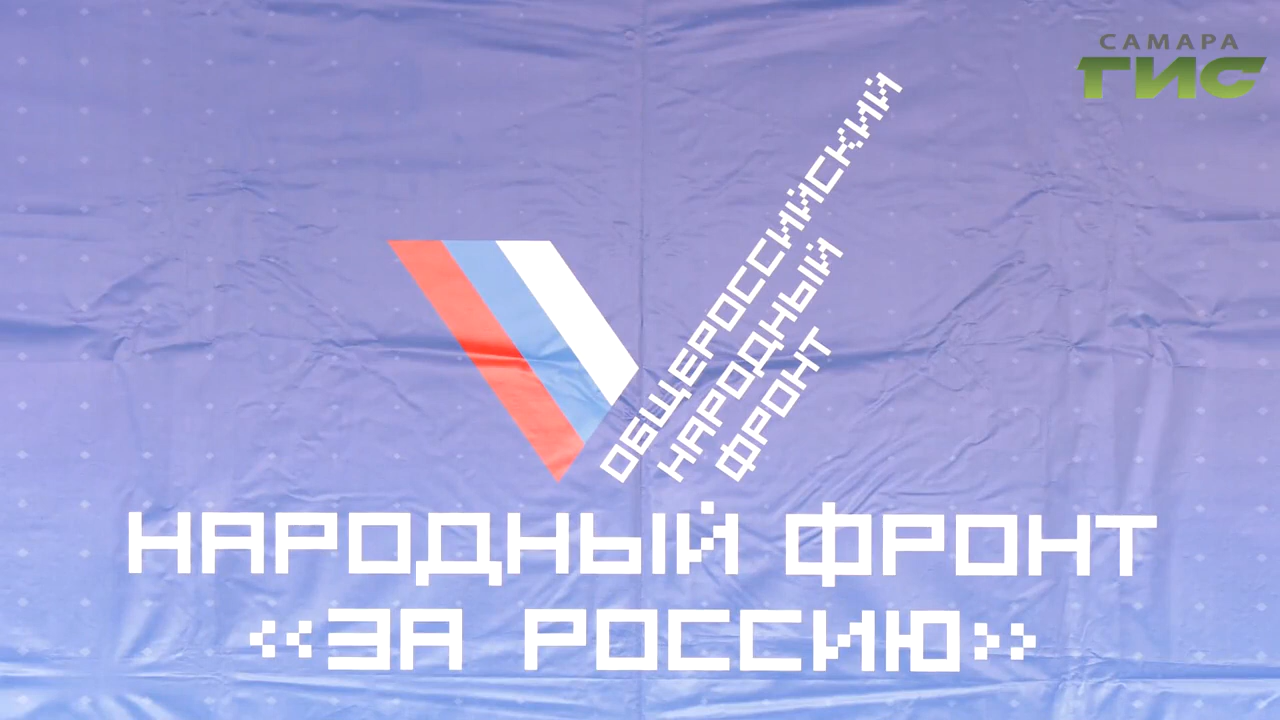 САМАРА
ГИС
ОБЩЕРОССИЙСКИЙ
НАРОДНЫЙ
ФРОНТ
НАРОДНЫЙ ФРОНТ
«ЗА РОССИЮ»